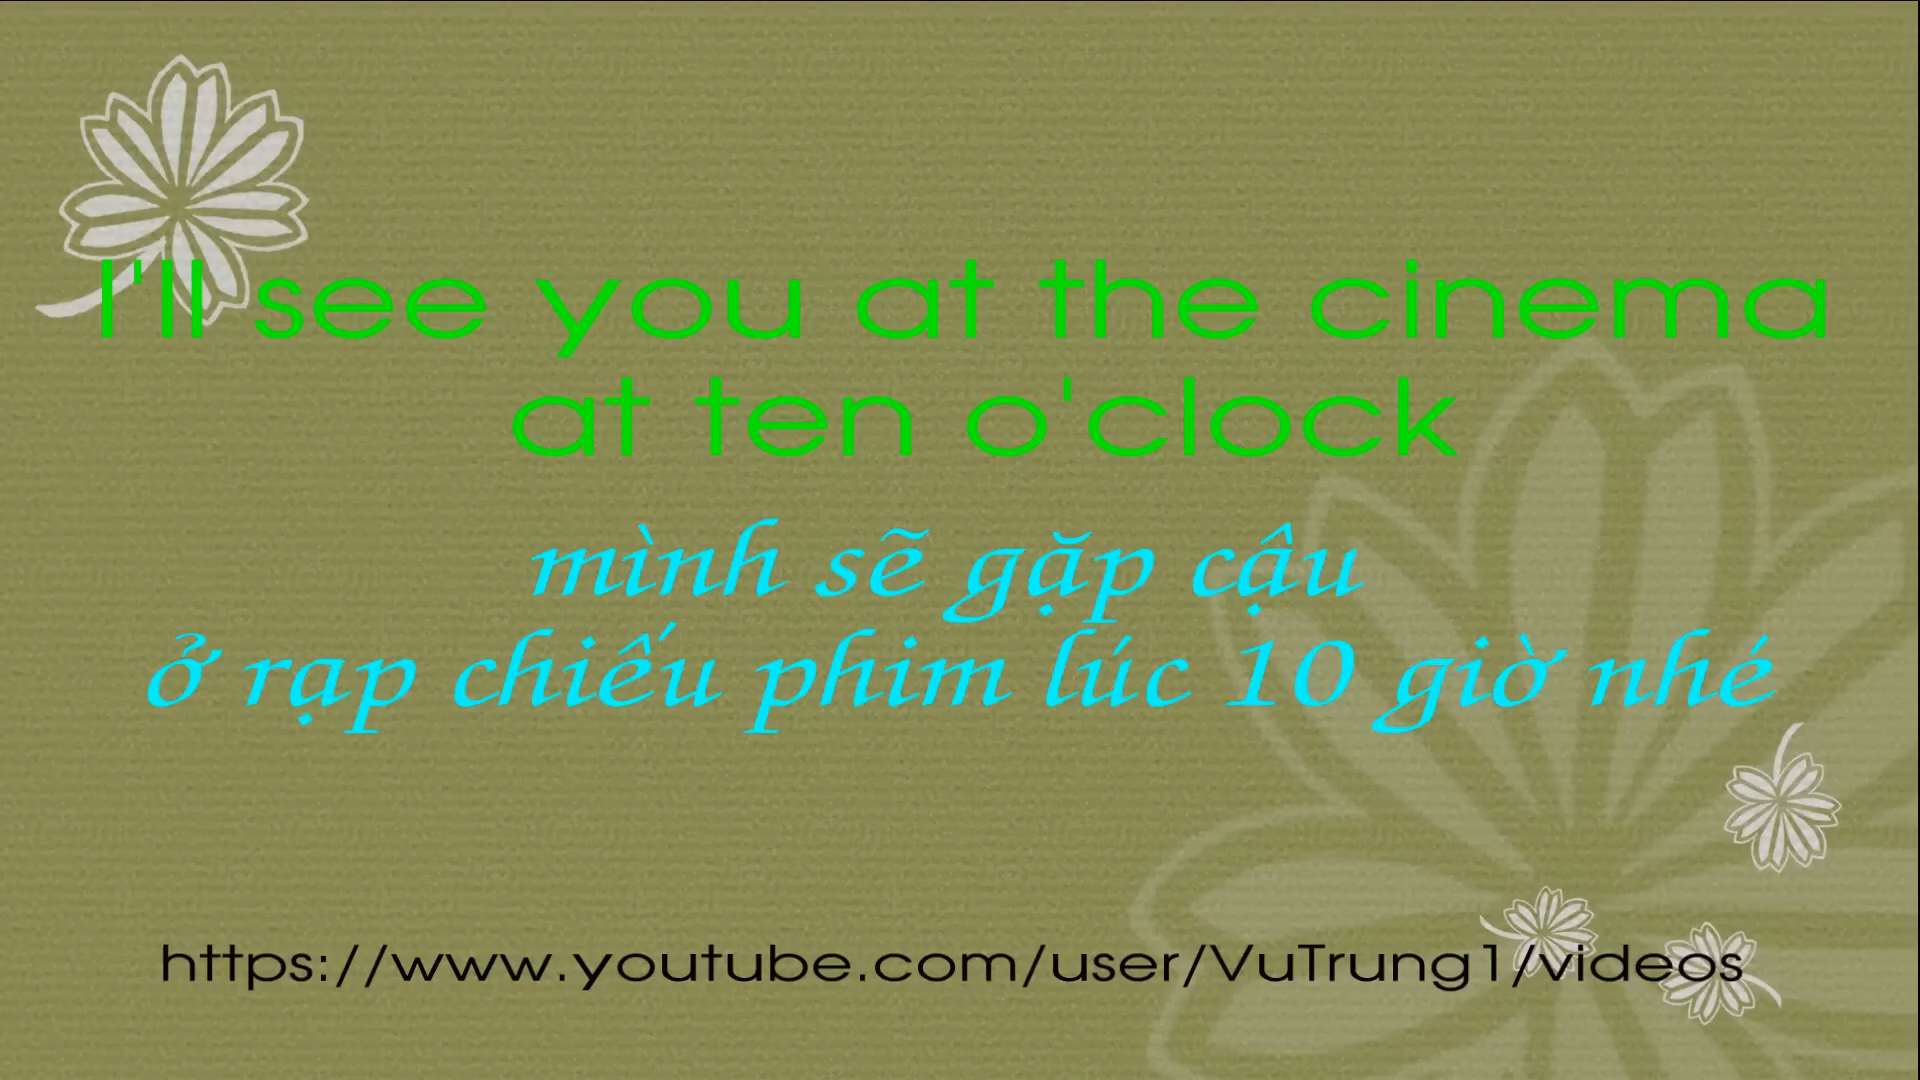 I'll see you at the cinema
at ten o'clock
mình sẽ gặp cậu
ở rạp chiếu phim lúc 10 giờ nhé
https://www.youtube.com/user/VuTrung1/videos